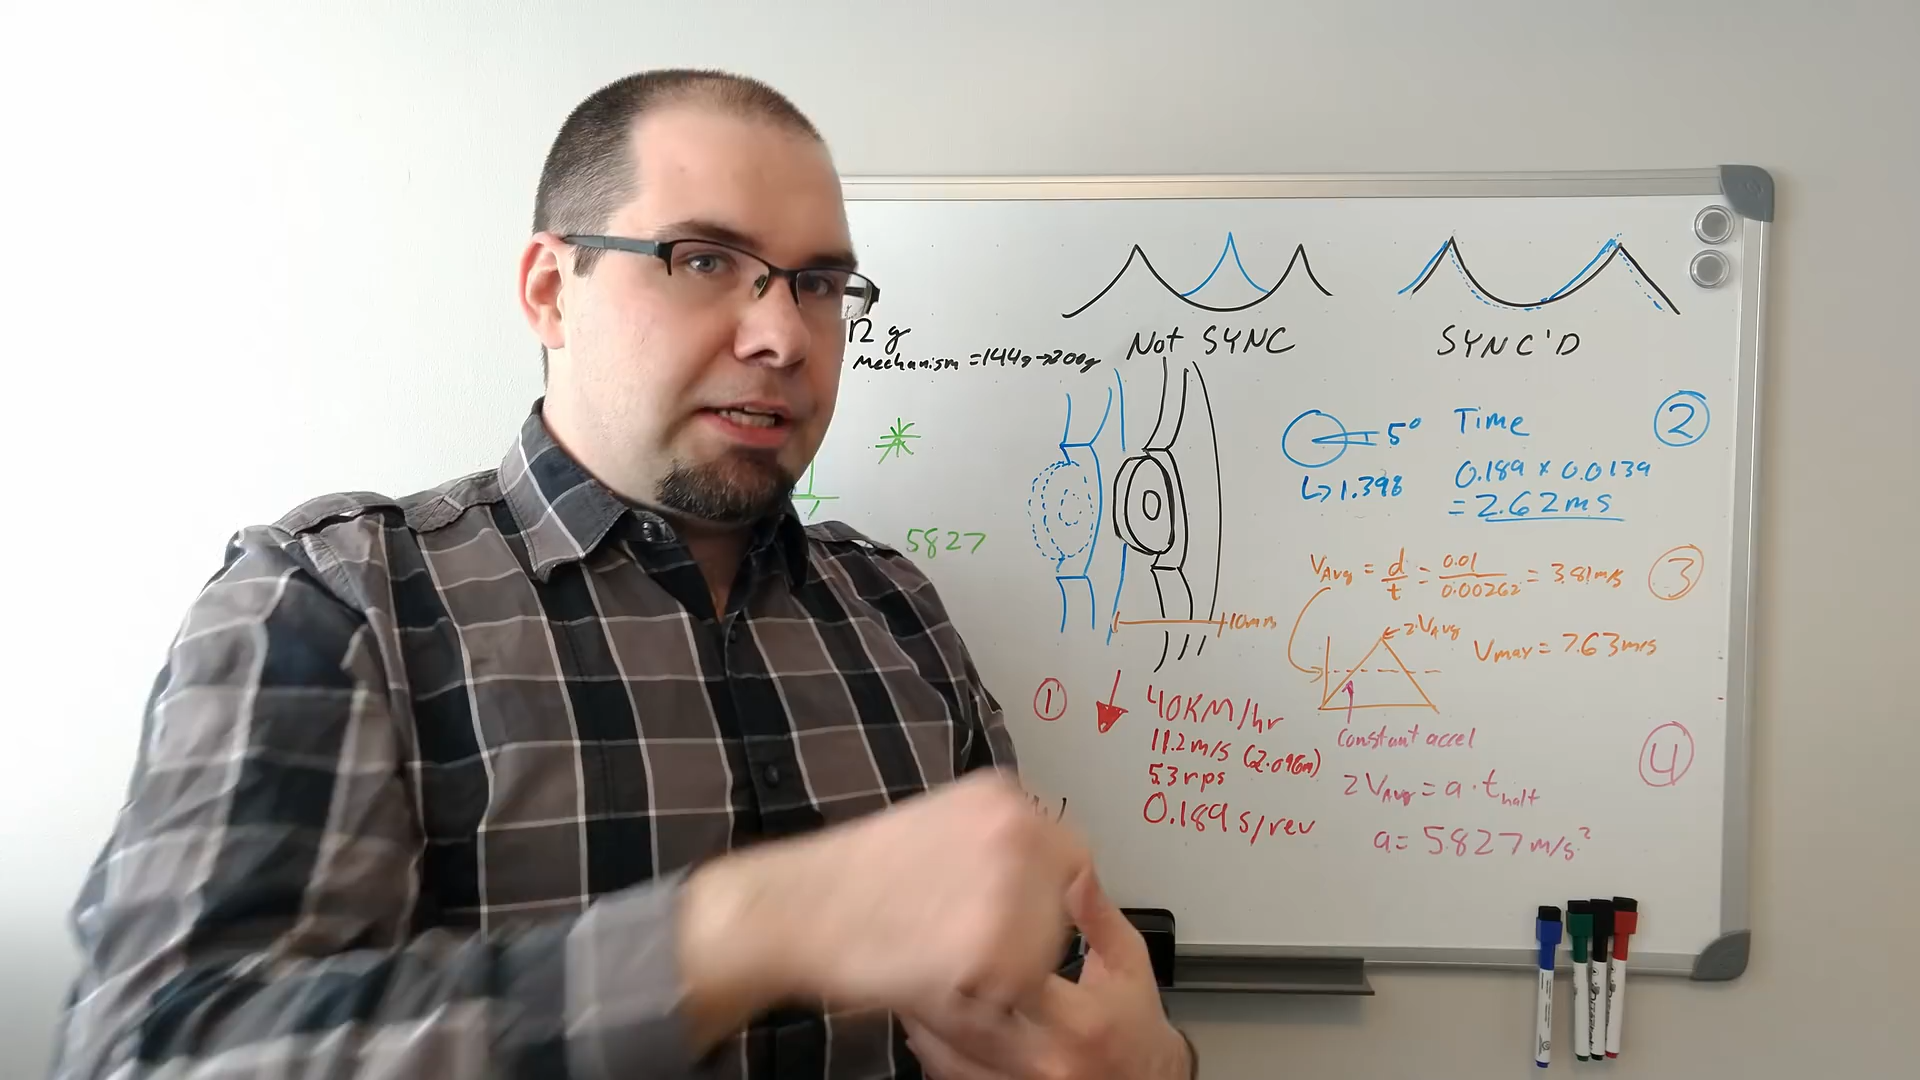 12 g
Mechanism = 144g → 200g
Not SYNC
SYNC'D
5827
10mm
①
40KM/hr
11.2m/s (2.096m)
5.3rps
0.189 s/rev
②
5° Time
↳ 1.398
0.189 x 0.0139
= 2.62ms
③
VAvg = d/t = 0.01/0.00262 = 3.81m/s
2·VAvg
Vmax = 7.63m/s
④
constant accel
2VAvg = a·thalf
a = 5827m/s²